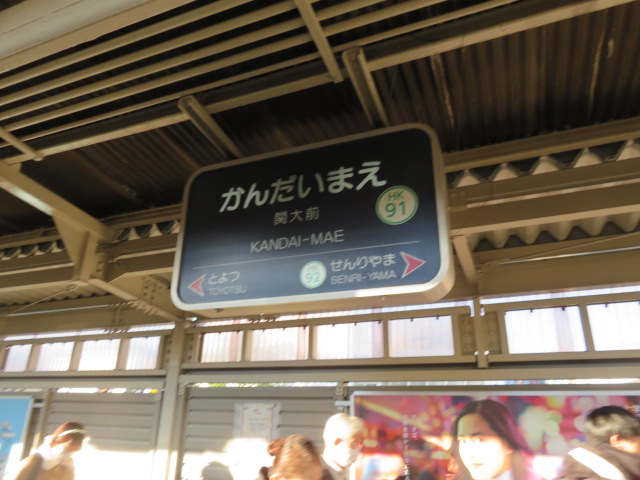 かんだいまえ
HK
91
関大前
KANDAI-MAE
とよつ
TOYOTSU
HK
92
せんりやま
SENRI-YAMA